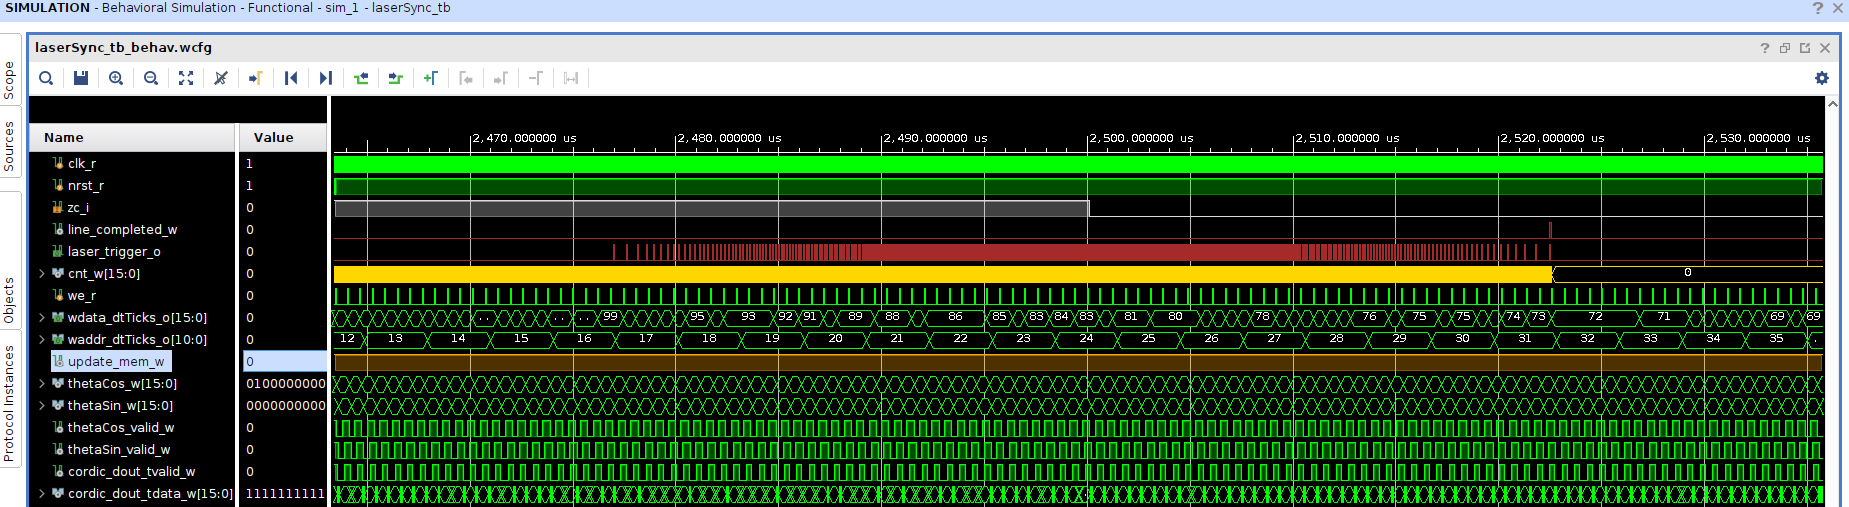 SIMULATION - Behavioral Simulation - Functional - sim_1 - laserSync_tb
laserSync_tb_behav.wcfg
Scope
Sources
Objects
Protocol Instances
Name Value
2,470.000000 us 2,480.000000 us 2,490.000000 us 2,500.000000 us 2,510.000000 us 2,520.000000 us 2,530.000000 us
clk_r 1
nrst_r 1
zc_i 0
line_completed_w 0
laser_trigger_o 0
cnt_w[15:0] 0 0
we_r 0
wdata_dtTicks_o[15:0] 0 .. .. .. 99 95 93 92 91 89 88 86 85 83 84 83 81 80 78 76 75 75 74 73 72 71 69 69
waddr_dtTicks_o[10:0] 0 12 13 14 15 16 17 18 19 20 21 22 23 24 25 26 27 28 29 30 31 32 33 34 35 .
update_mem_w 0
thetaCos_w[15:0] 0100000000
thetaSin_w[15:0] 0000000000
thetaCos_valid_w 0
thetaSin_valid_w 0
cordic_dout_tvalid_w 0
cordic_dout_tdata_w[15:0] 1111111111